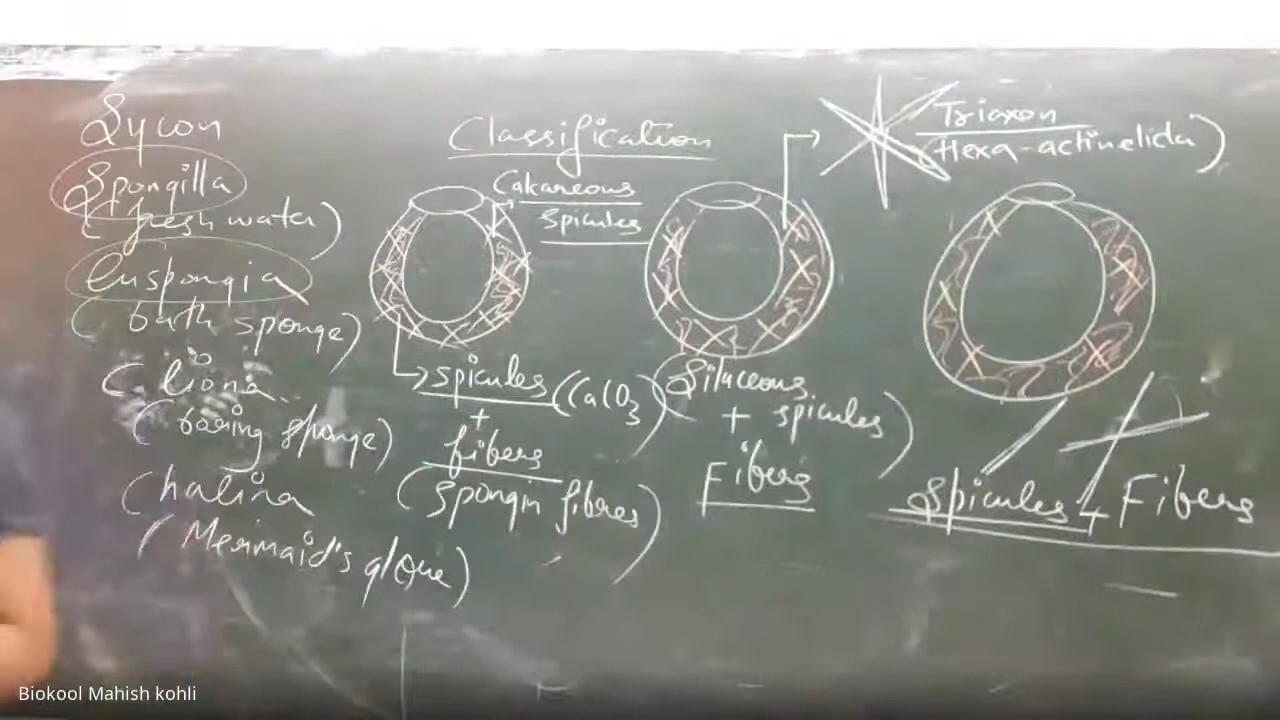 Sycon
Spongilla
(fresh water)
Euspongia
(bath sponge)
Cliona
(boring sponge)
Chalina
(Mermaid's glove)
Classification
Calcareous
Spicules
spicules (CaCO3)
+
fibers
(spongin fibres)
Triaxon
(Hexa-actinelida)
(Silaceous
+ spicules)
Fibers
Spicules + Fibers
Biokool Mahish kohli